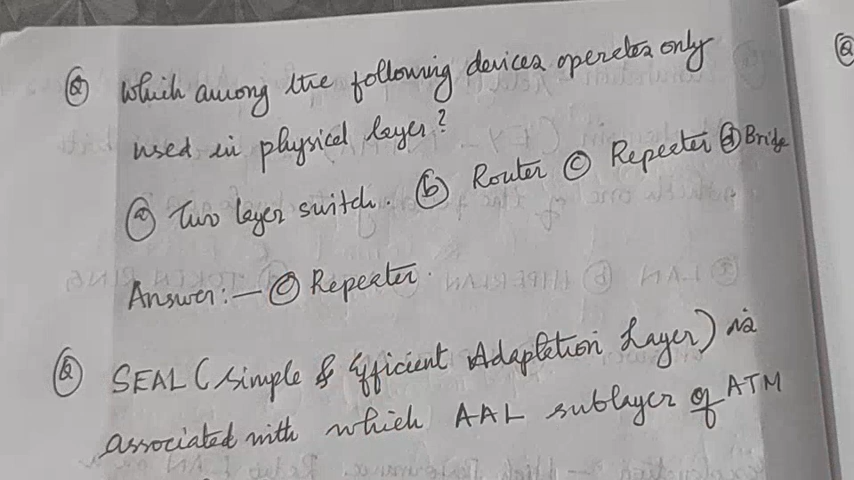 Q Which among the following devices operates only
used in physical layer?
a Two layer switch. b Router c Repeater d Bridge
Answer:— c Repeater.
Q SEAL (Simple & Efficient Adaptation Layer) is
associated with which AAL sublayer of ATM
Q